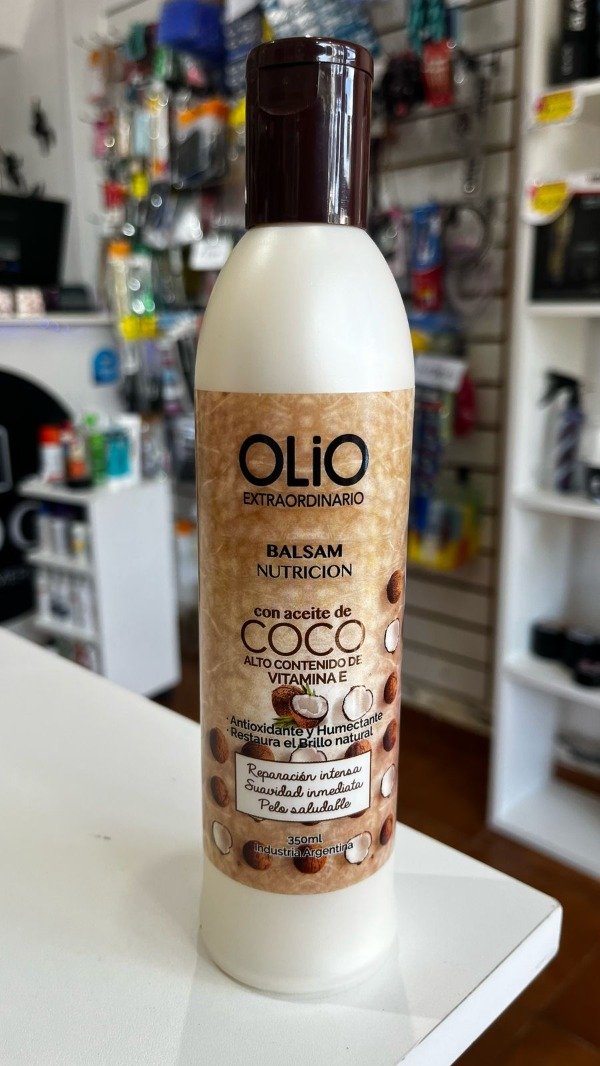 OLiO
EXTRAORDINARIO
BALSAM
NUTRICION
con aceite de
COCO
ALTO CONTENIDO DE
VITAMINA E
· Antioxidante y Humectante
· Restaura el Brillo natural
Reparación intensa
Suavidad inmediata
Pelo saludable
350ml
Industria Argentina